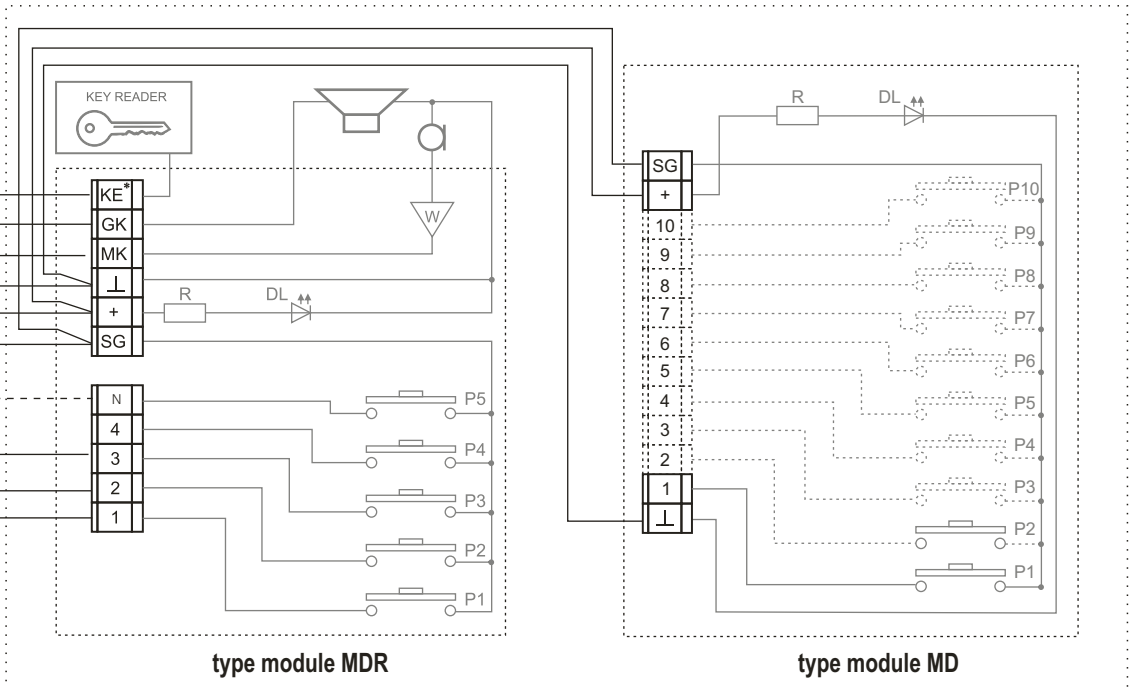 KEY READER
KE*
GK
MK
⊥
+
SG
W
R
DL
N
4
3
2
1
P5
P4
P3
P2
P1
type module MDR
R
DL
SG
+
10
9
8
7
6
5
4
3
2
1
⊥
P10
P9
P8
P7
P6
P5
P4
P3
P2
P1
type module MD